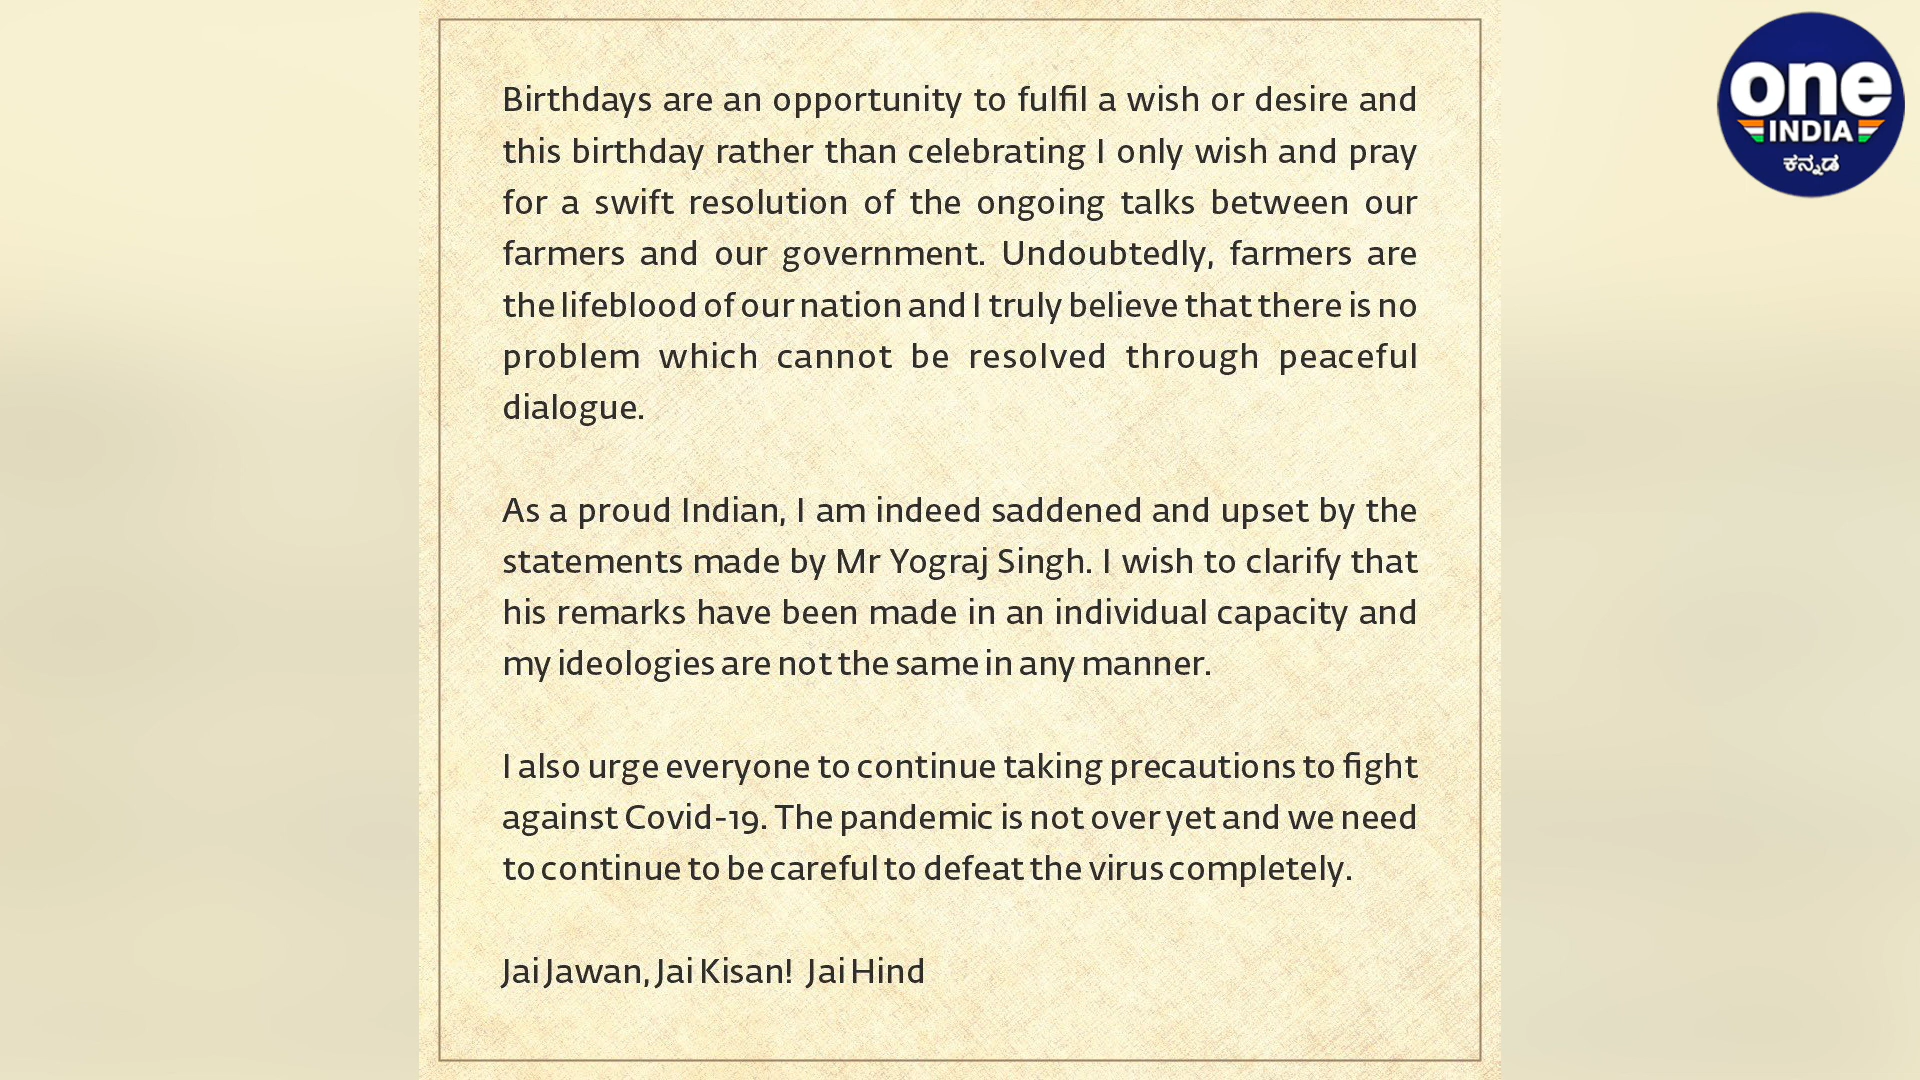 Birthdays are an opportunity to fulfil a wish or desire and
this birthday rather than celebrating I only wish and pray
for a swift resolution of the ongoing talks between our
farmers and our government. Undoubtedly, farmers are
the lifeblood of our nation and I truly believe that there is no
problem which cannot be resolved through peaceful
dialogue.
As a proud Indian, I am indeed saddened and upset by the
statements made by Mr Yograj Singh. I wish to clarify that
his remarks have been made in an individual capacity and
my ideologies are not the same in any manner.
I also urge everyone to continue taking precautions to fight
against Covid-19. The pandemic is not over yet and we need
to continue to be careful to defeat the virus completely.
Jai Jawan, Jai Kisan! Jai Hind
one
INDIA
ಕನ್ನಡ